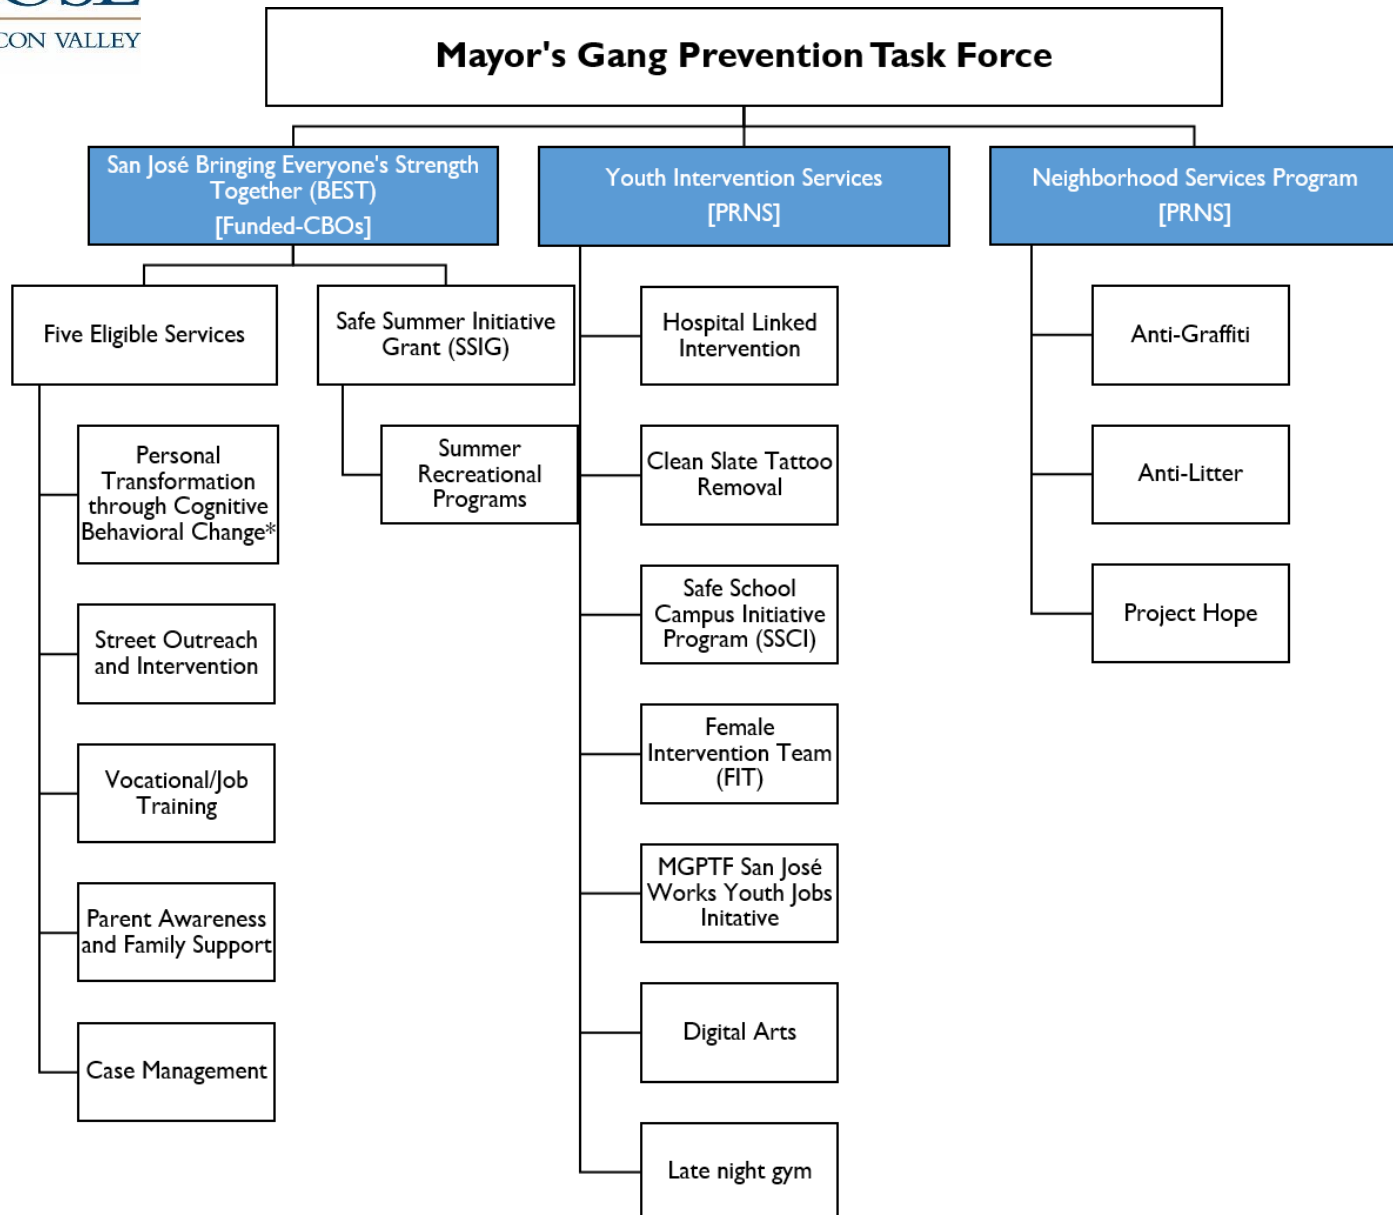 CON VALLEY
Mayor's Gang Prevention Task Force
San José Bringing Everyone's Strength
Together (BEST)
[Funded-CBOs]
Youth Intervention Services
[PRNS]
Neighborhood Services Program
[PRNS]
Five Eligible Services
Personal
Transformation
through Cognitive
Behavioral Change*
Street Outreach
and Intervention
Vocational/Job
Training
Parent Awareness
and Family Support
Case Management
Safe Summer Initiative
Grant (SSIG)
Summer
Recreational
Programs
Hospital Linked
Intervention
Clean Slate Tattoo
Removal
Safe School
Campus Initiative
Program (SSCI)
Female
Intervention Team
(FIT)
MGPTF San José
Works Youth Jobs
Initative
Digital Arts
Late night gym
Anti-Graffiti
Anti-Litter
Project Hope